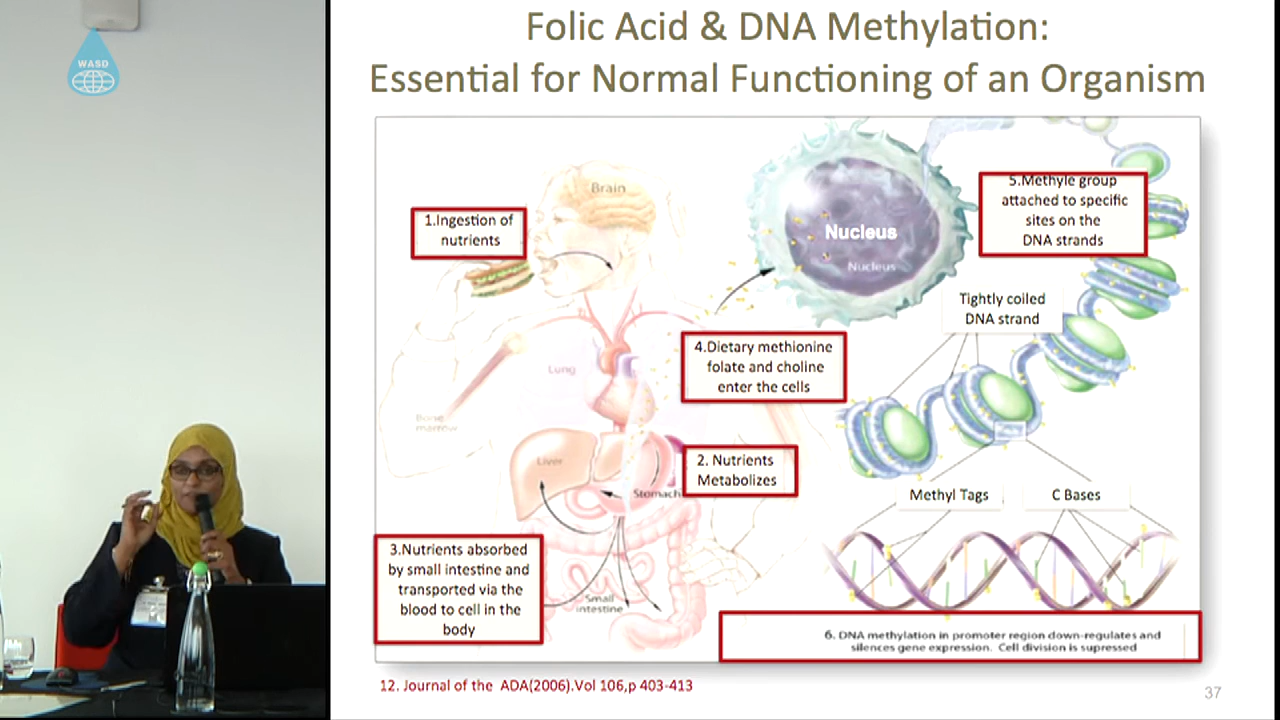 WASD
Folic Acid & DNA Methylation:
Essential for Normal Functioning of an Organism
Brain
1.Ingestion of
nutrients
Nucleus
Nucleus
5.Methyle group
attached to specific
sites on the
DNA strands
Tightly coiled
DNA strand
4.Dietary methionine
folate and choline
enter the cells
Lung
Bone
marrow
Liver
2. Nutrients
Metabolizes
Stomach
Methyl Tags
C Bases
3.Nutrients absorbed
by small intestine and
transported via the
blood to cell in the
body
Small
intestine
6. DNA methylation in promoter region down-regulates and
silences gene expression. Cell division is supressed
12. Journal of the ADA(2006).Vol 106,p 403-413
37